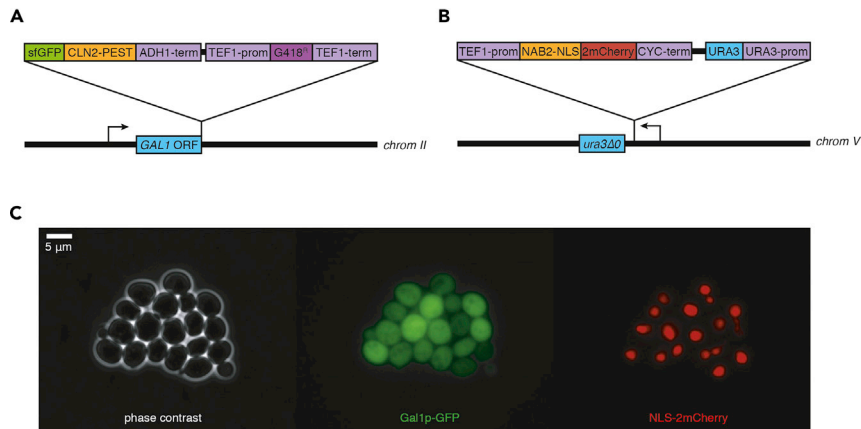 A
sfGFP CLN2-PEST ADH1-term TEF1-prom G418ᴿ TEF1-term
GAL1 ORF
chrom II
B
TEF1-prom NAB2-NLS 2mCherry CYC-term URA3 URA3-prom
ura3Δ0
chrom V
C
5 μm
phase contrast
Gal1p-GFP
NLS-2mCherry